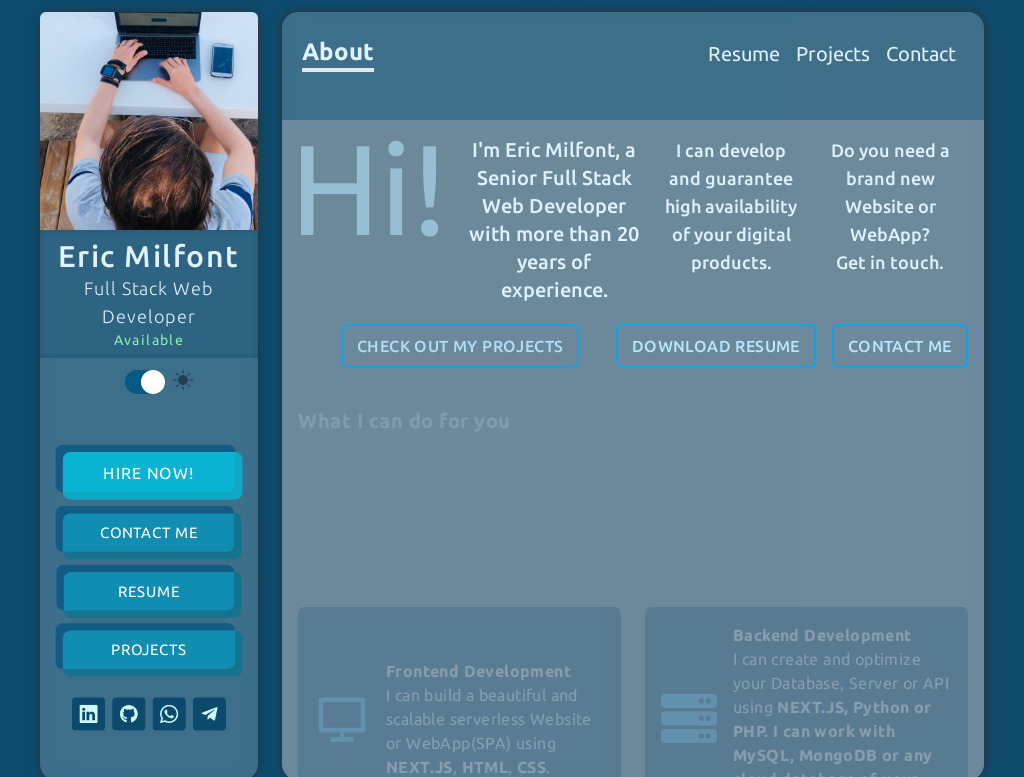 Eric Milfont
Full Stack Web
Developer
Available
HIRE NOW!
CONTACT ME
RESUME
PROJECTS
About
Resume
Projects
Contact
Hi!
I'm Eric Milfont, a
Senior Full Stack
Web Developer
with more than 20
years of
experience.
I can develop
and guarantee
high availability
of your digital
products.
Do you need a
brand new
Website or
WebApp?
Get in touch.
CHECK OUT MY PROJECTS
DOWNLOAD RESUME
CONTACT ME
What I can do for you
Frontend Development
I can build a beautiful and
scalable serverless Website
or WebApp(SPA) using
NEXT.JS, HTML, CSS.
Backend Development
I can create and optimize
your Database, Server or API
using NEXT.JS, Python or
PHP. I can work with
MySQL, MongoDB or any
cloud database of your